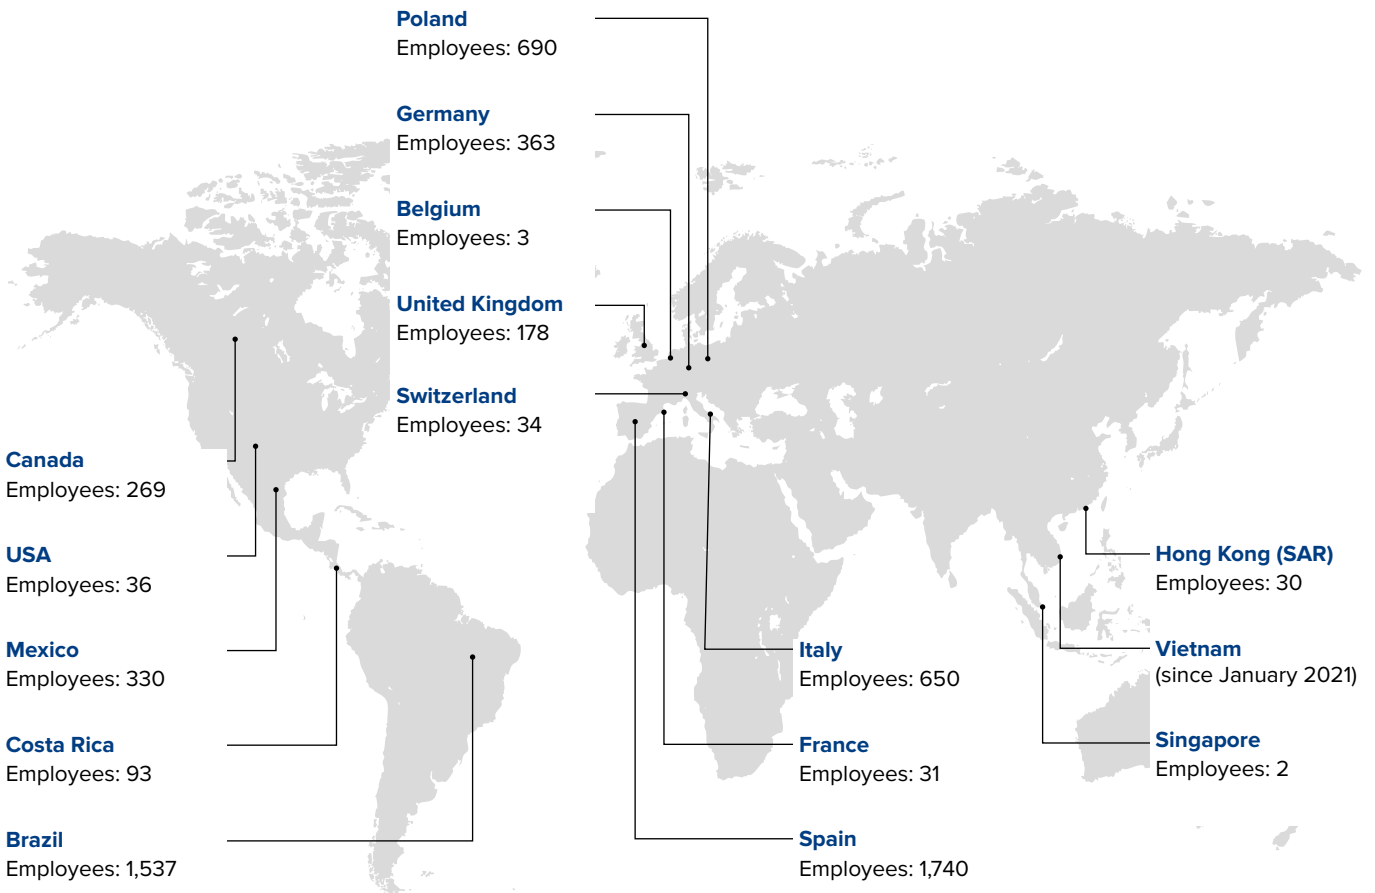 Poland
Employees: 690
Germany
Employees: 363
Belgium
Employees: 3
United Kingdom
Employees: 178
Switzerland
Employees: 34
Canada
Employees: 269
USA
Employees: 36
Mexico
Employees: 330
Costa Rica
Employees: 93
Brazil
Employees: 1,537
Italy
Employees: 650
France
Employees: 31
Spain
Employees: 1,740
Hong Kong (SAR)
Employees: 30
Vietnam
(since January 2021)
Singapore
Employees: 2